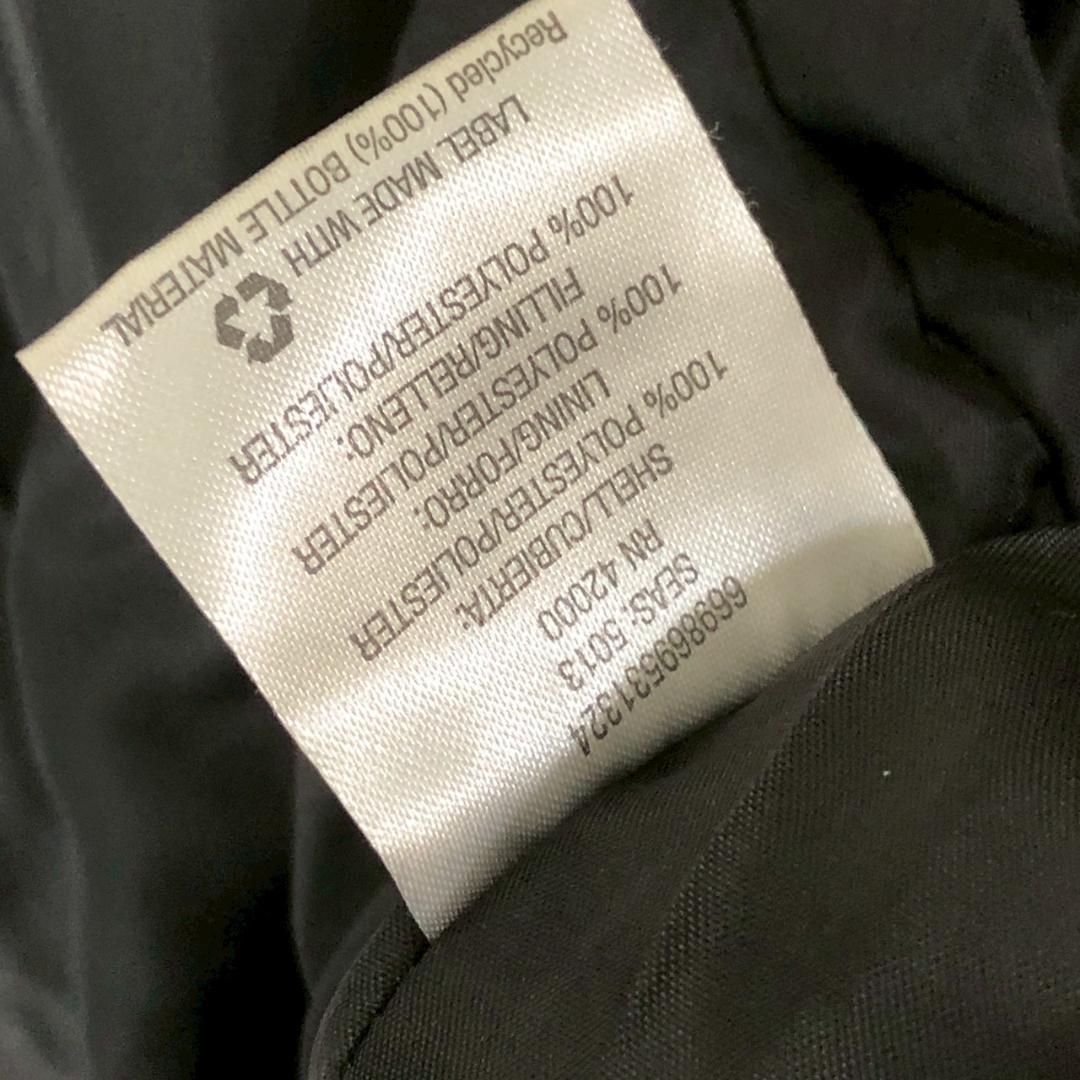 669869531324
SEAS: 5013
RN 42000
SHELL/CUBIERTA:
100% POLYESTER/POLIESTER
LINING/FORRO:
100% POLYESTER/POLIESTER
FILLING/RELLENO:
100% POLYESTER/POLIESTER
LABEL MADE WITH
Recycled (100%) BOTTLE MATERIAL